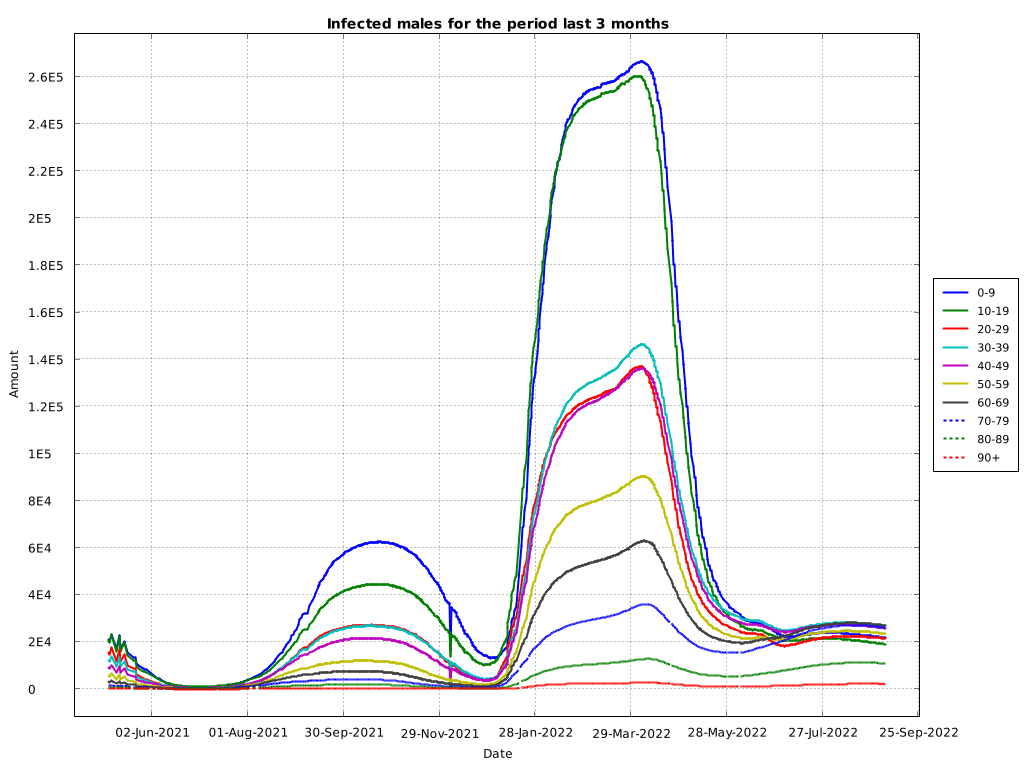 Infected males for the period last 3 months
Amount
2.6E5
2.4E5
2.2E5
2E5
1.8E5
1.6E5
1.4E5
1.2E5
1E5
8E4
6E4
4E4
2E4
0
02-Jun-2021 01-Aug-2021 30-Sep-2021 29-Nov-2021 28-Jan-2022 29-Mar-2022 28-May-2022 27-Jul-2022 25-Sep-2022
Date
0-9
10-19
20-29
30-39
40-49
50-59
60-69
70-79
80-89
90+